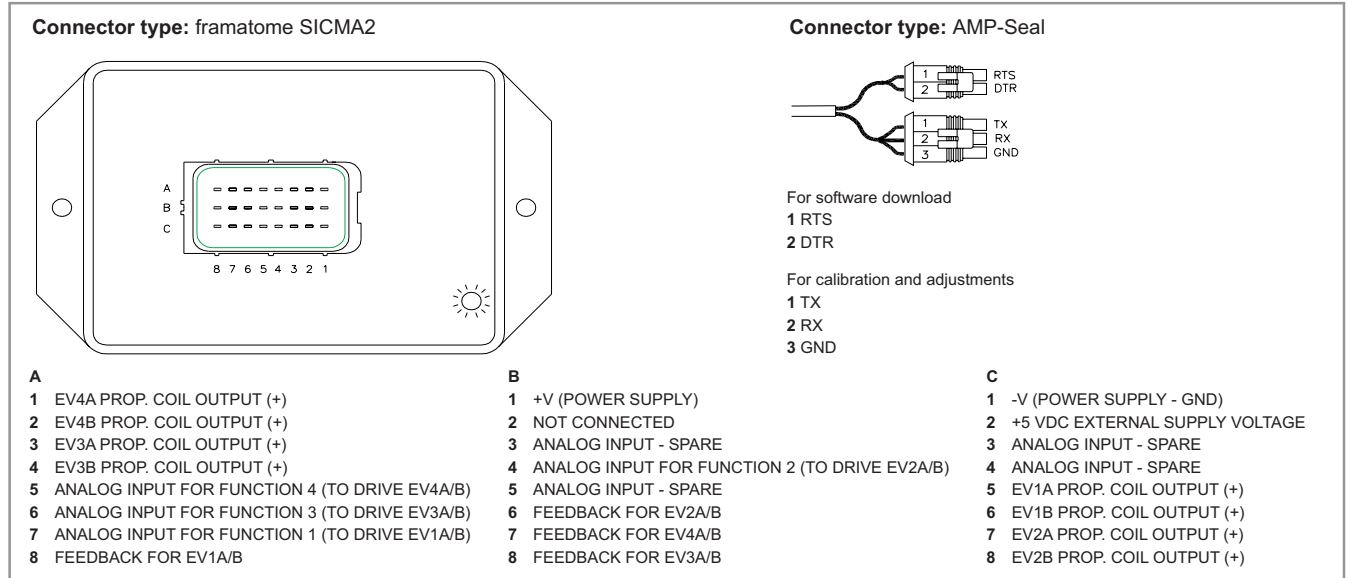 Connector type: framatome SICMA2
A
B
C
8 7 6 5 4 3 2 1
Connector type: AMP-Seal
1 RTS
2 DTR
1 TX
2 RX
3 GND
For software download
1 RTS
2 DTR
For calibration and adjustments
1 TX
2 RX
3 GND
A
1 EV4A PROP. COIL OUTPUT (+)
2 EV4B PROP. COIL OUTPUT (+)
3 EV3A PROP. COIL OUTPUT (+)
4 EV3B PROP. COIL OUTPUT (+)
5 ANALOG INPUT FOR FUNCTION 4 (TO DRIVE EV4A/B)
6 ANALOG INPUT FOR FUNCTION 3 (TO DRIVE EV3A/B)
7 ANALOG INPUT FOR FUNCTION 1 (TO DRIVE EV1A/B)
8 FEEDBACK FOR EV1A/B
B
1 +V (POWER SUPPLY)
2 NOT CONNECTED
3 ANALOG INPUT - SPARE
4 ANALOG INPUT FOR FUNCTION 2 (TO DRIVE EV2A/B)
5 ANALOG INPUT - SPARE
6 FEEDBACK FOR EV2A/B
7 FEEDBACK FOR EV4A/B
8 FEEDBACK FOR EV3A/B
C
1 -V (POWER SUPPLY - GND)
2 +5 VDC EXTERNAL SUPPLY VOLTAGE
3 ANALOG INPUT - SPARE
4 ANALOG INPUT - SPARE
5 EV1A PROP. COIL OUTPUT (+)
6 EV1B PROP. COIL OUTPUT (+)
7 EV2A PROP. COIL OUTPUT (+)
8 EV2B PROP. COIL OUTPUT (+)